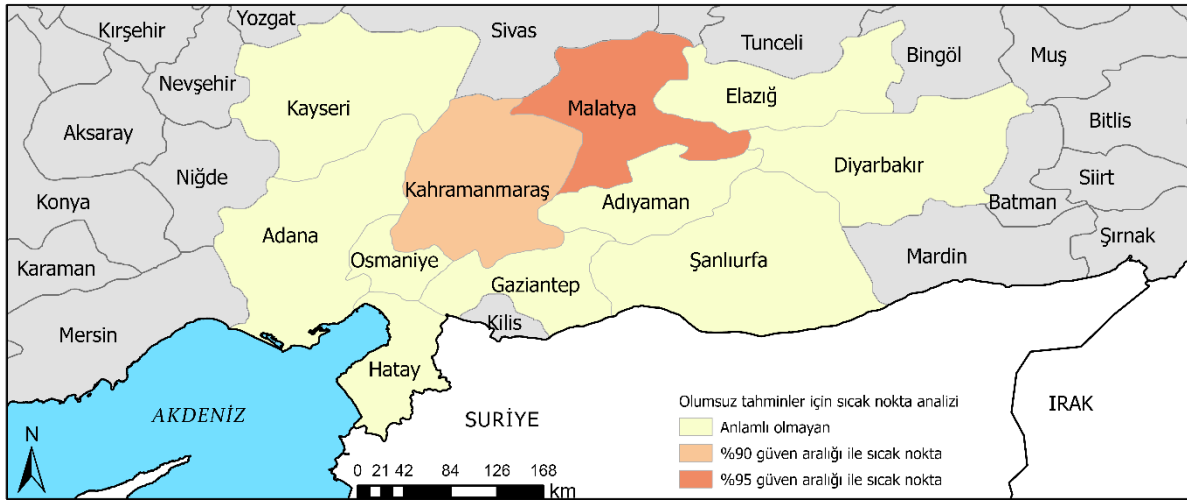 Kırşehir
Yozgat
Sivas
Tunceli
Bingöl
Muş
Nevşehir
Kayseri
Malatya
Elazığ
Aksaray
Bitlis
Diyarbakır
Niğde
Kahramanmaraş
Siirt
Konya
Adıyaman
Batman
Adana
Osmaniye
Şanlıurfa
Mardin
Şırnak
Karaman
Gaziantep
Mersin
Kilis
Hatay
AKDENİZ
SURİYE
IRAK
Olumsuz tahminler için sıcak nokta analizi
Anlamlı olmayan
%90 güven aralığı ile sıcak nokta
%95 güven aralığı ile sıcak nokta
N
0 21 42 84 126 168
km